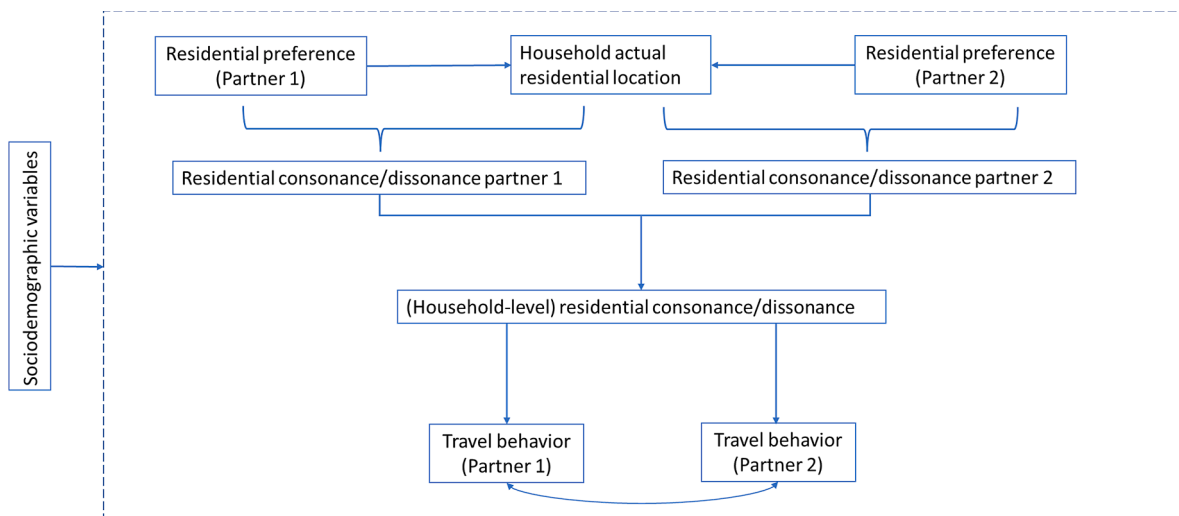 Residential preference
(Partner 1)
Household actual
residential location
Residential preference
(Partner 2)
Residential consonance/dissonance partner 1
Residential consonance/dissonance partner 2
Sociodemographic variables
(Household-level) residential consonance/dissonance
Travel behavior
(Partner 1)
Travel behavior
(Partner 2)